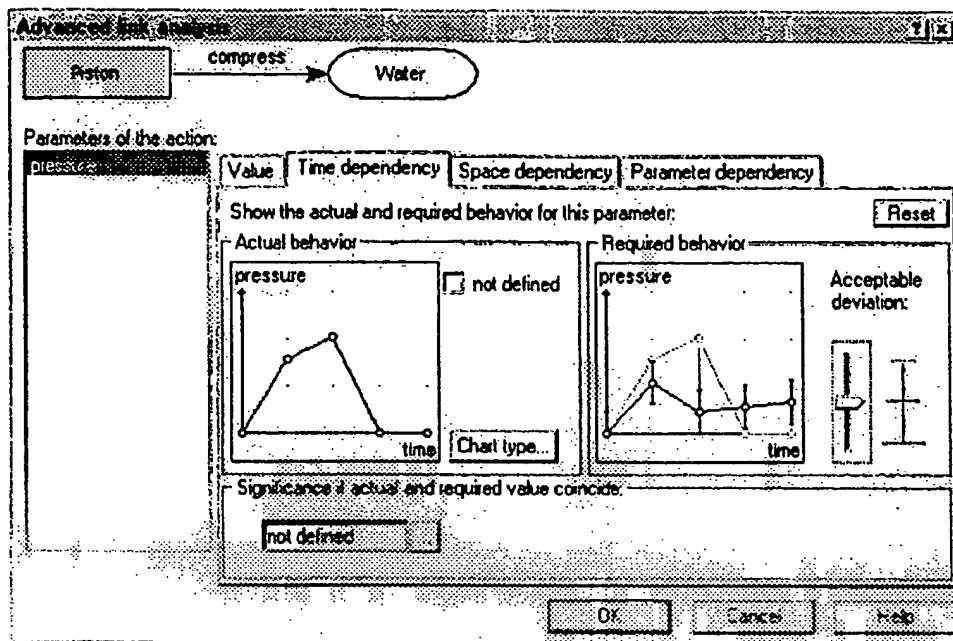 Advanced link analysis
compress
Piston
Water
Parameters of the action:
pressure
Value
Time dependency
Space dependency
Parameter dependency
Show the actual and required behavior for this parameter:
Reset
Actual behavior
pressure
not defined
time
Chart type...
Required behavior
pressure
time
Acceptable
deviation:
Significance if actual and required value coincide:
not defined
OK
Cancel
Help